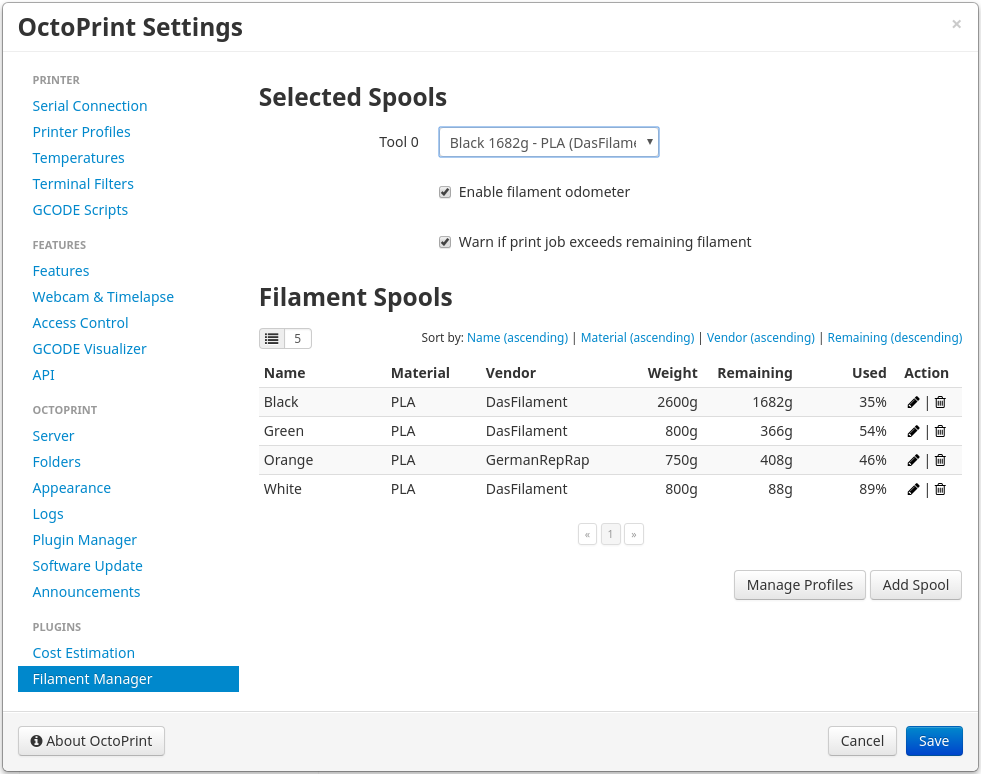 OctoPrint Settings
×
PRINTER
Serial Connection
Printer Profiles
Temperatures
Terminal Filters
GCODE Scripts
FEATURES
Features
Webcam & Timelapse
Access Control
GCODE Visualizer
API
OCTOPRINT
Server
Folders
Appearance
Logs
Plugin Manager
Software Update
Announcements
PLUGINS
Cost Estimation
Filament Manager
Selected Spools
Tool 0 Black 1682g - PLA (DasFilame
Enable filament odometer
Warn if print job exceeds remaining filament
Filament Spools
5 Sort by: Name (ascending) | Material (ascending) | Vendor (ascending) | Remaining (descending)
Name Material Vendor Weight Remaining Used Action
Black PLA DasFilament 2600g 1682g 35% |
Green PLA DasFilament 800g 366g 54% |
Orange PLA GermanRepRap 750g 408g 46% |
White PLA DasFilament 800g 88g 89% |
« 1 »
Manage Profiles Add Spool
About OctoPrint Cancel Save